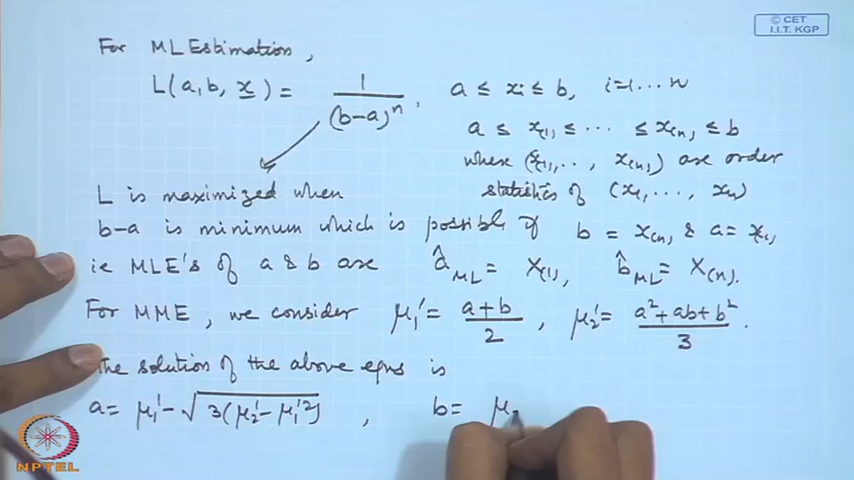 © CET
I.I.T. KGP
For ML Estimation,
L(a, b, x) = 1/(b-a)^n, a ≤ xi ≤ b, i=1...n
a ≤ x(1) ≤ ... ≤ x(n) ≤ b
where (x(1), ..., x(n)) are order
L is maximized when statistics of (x1, ..., xn)
b-a is minimum which is possible if b = x(n) & a = x(1)
ie MLE's of a & b are â_ML = X(1), b̂_ML = X(n).
For MME, we consider μ1' = (a+b)/2, μ2' = (a²+ab+b²)/3.
The solution of the above eqns is
a = μ1' - √3(μ2' - μ1'²), b = μ
NPTEL